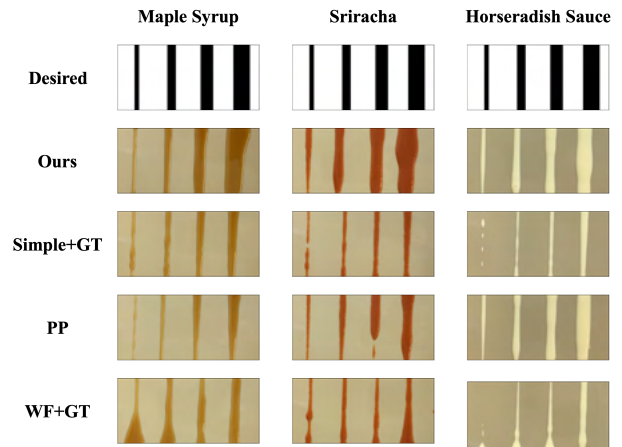 Maple Syrup Sriracha Horseradish Sauce
Desired
Ours
Simple+GT
PP
WF+GT